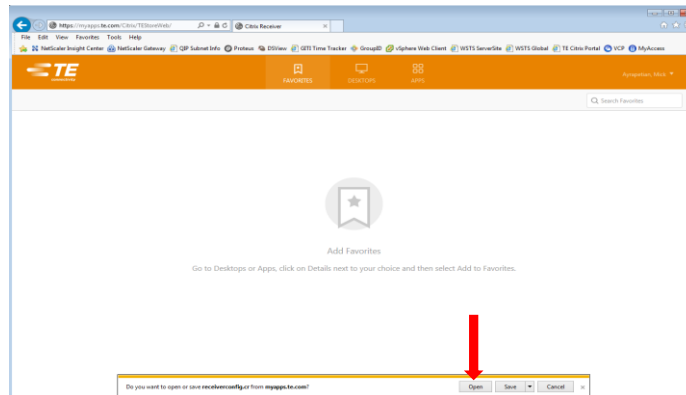 https://myapps.te.com/Citrix/TEStoreWeb/
Citrix Receiver
File Edit View Favorites Tools Help
NetScaler Insight Center NetScaler Gateway QIP Subnet Info Proteus DSView GITI Time Tracker GroupID vSphere Web Client WSTS ServerSite WSTS Global TE Citrix Portal VCP MyAccess
TE
connectivity
FAVORITES DESKTOPS APPS
Search Favorites
Add Favorites
Go to Desktops or Apps, click on Details next to your choice and then select Add to Favorites.
Do you want to open or save receiverconfig.cr from myapps.te.com?
Open Save Cancel